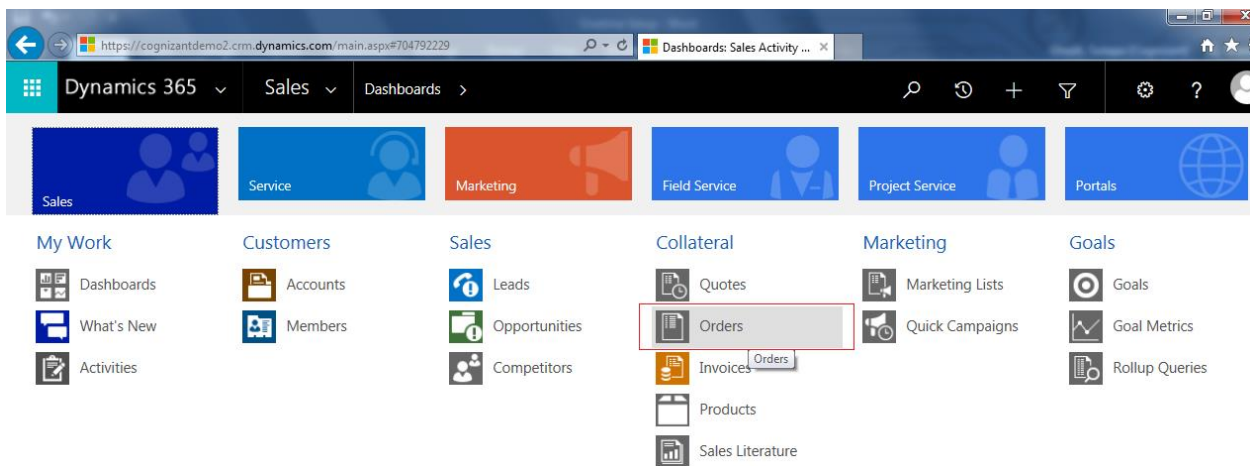 https://cognizantdemo2.crm.dynamics.com/main.aspx#704792229
Dashboards: Sales Activity ...
Dynamics 365 Sales Dashboards
Sales Service Marketing Field Service Project Service Portals
My Work Customers Sales Collateral Marketing Goals
Dashboards Accounts Leads Quotes Marketing Lists Goals
What's New Members Opportunities Orders Quick Campaigns Goal Metrics
Activities Competitors Invoices Orders Rollup Queries
Products
Sales Literature